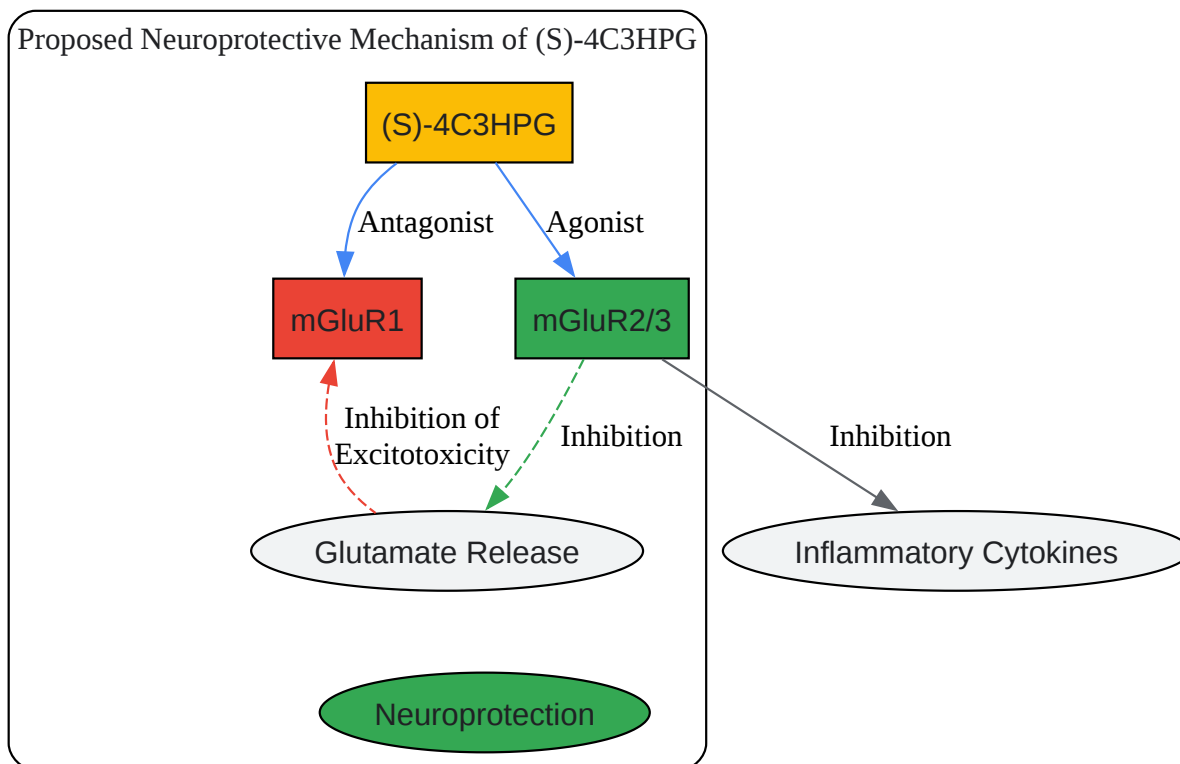 Proposed Neuroprotective Mechanism of (S)-4C3HPG
(S)-4C3HPG
Antagonist
Agonist
mGluR1
mGluR2/3
Inhibition of
Excitotoxicity
Inhibition
Inhibition
Glutamate Release
Inflammatory Cytokines
Neuroprotection